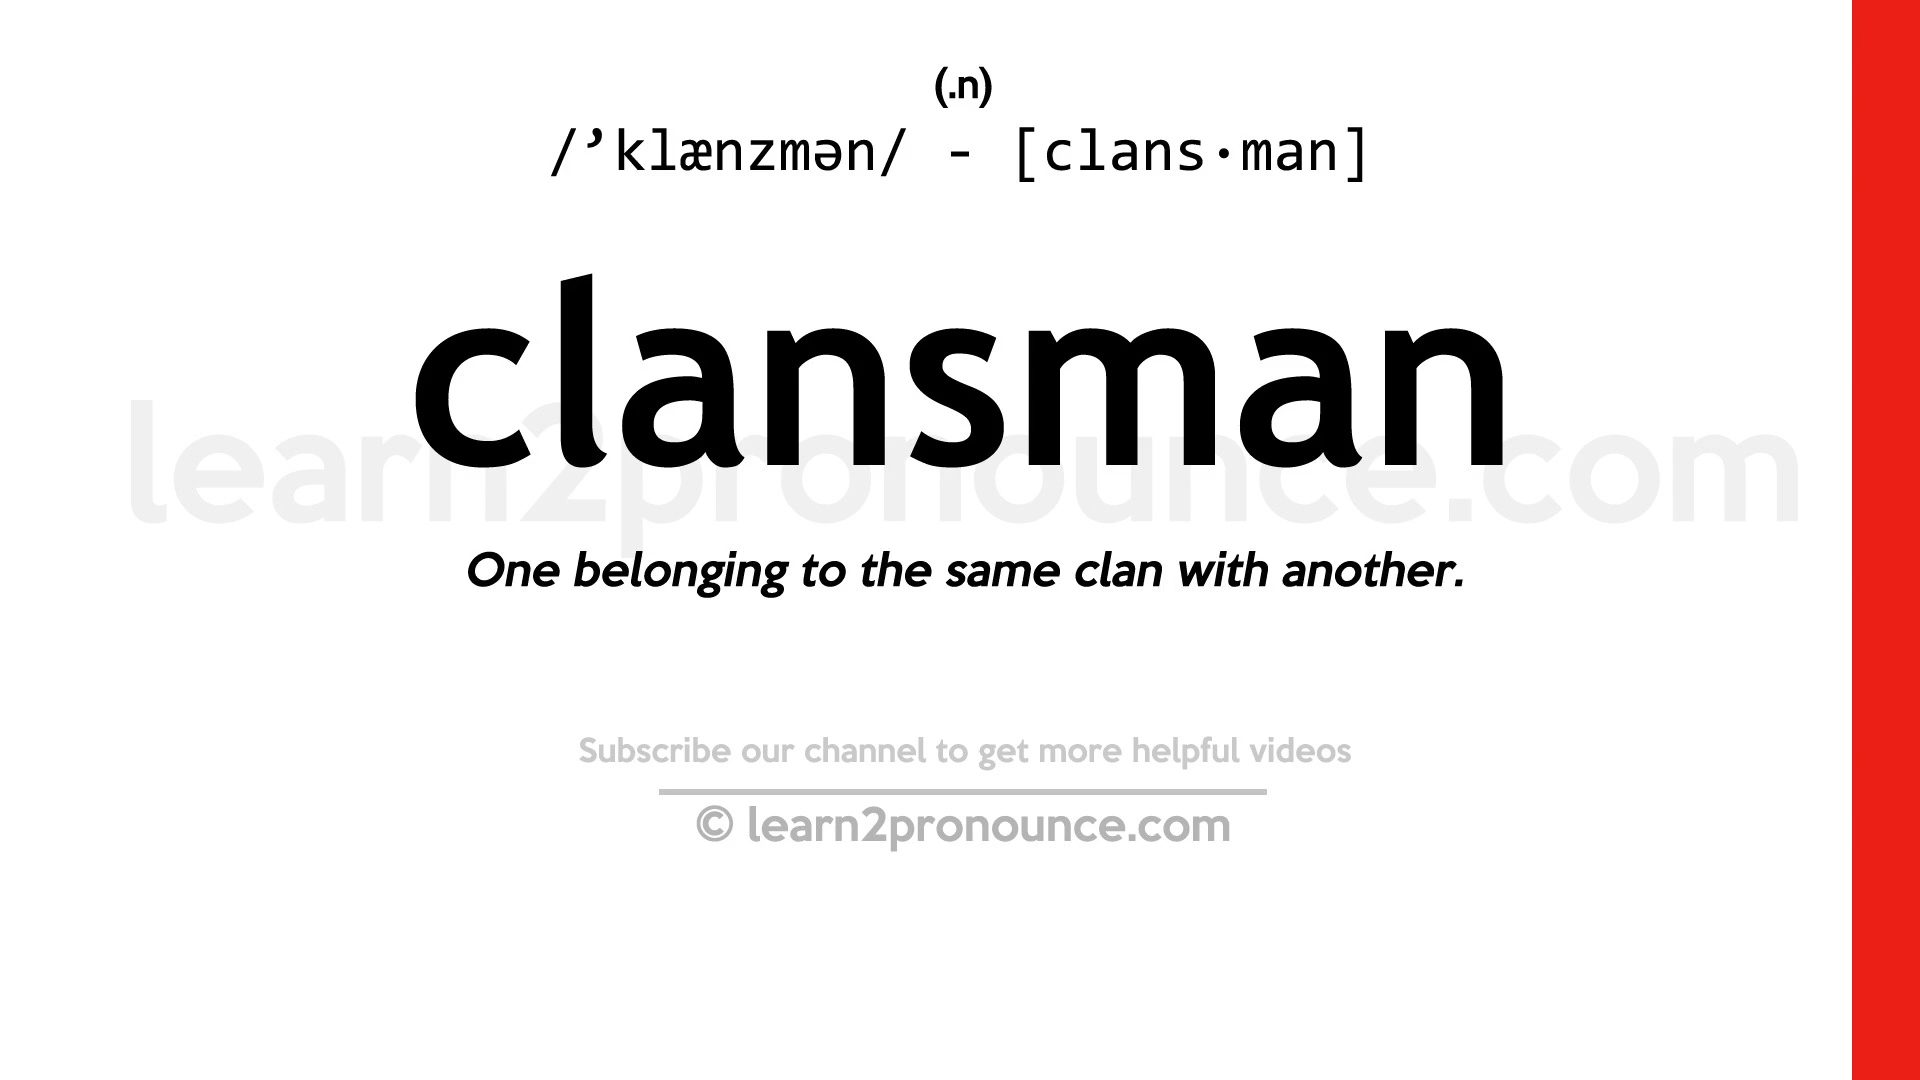 (.n)
/’klænzmən/ - [clans·man]
clansman
learn2pronounce.com
One belonging to the same clan with another.
Subscribe our channel to get more helpful videos
© learn2pronounce.com